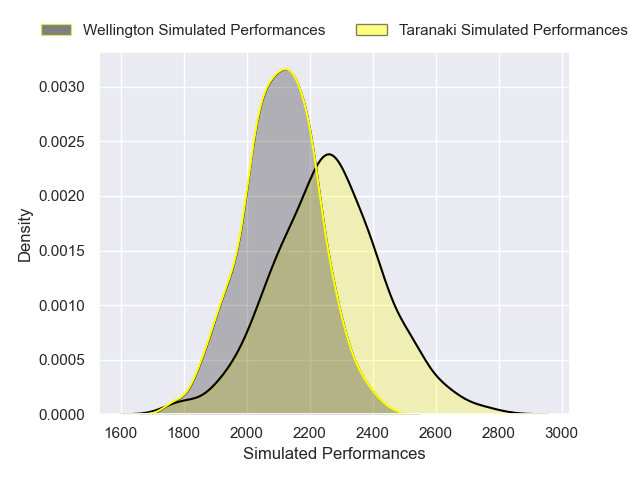 Wellington Simulated Performances Taranaki Simulated Performances
0.0030
0.0025
0.0020
0.0015
0.0010
0.0005
0.0000
Density
1600 1800 2000 2200 2400 2600 2800 3000
Simulated Performances